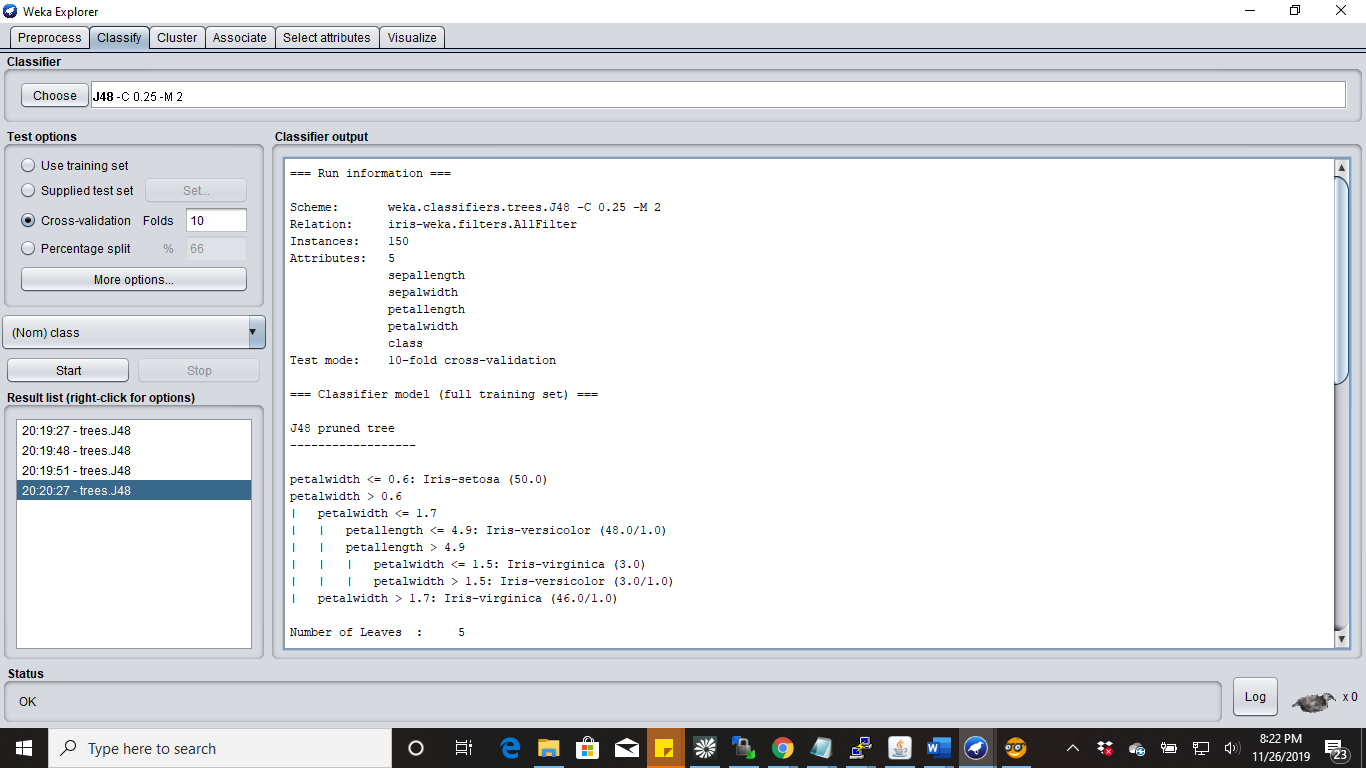 Weka Explorer
Preprocess Classify Cluster Associate Select attributes Visualize
Classifier
Choose J48 -C 0.25 -M 2
Test options
Use training set
Supplied test set Set...
Cross-validation Folds 10
Percentage split % 66
More options...
(Nom) class
Start Stop
Result list (right-click for options)
20:19:27 - trees.J48
20:19:48 - trees.J48
20:19:51 - trees.J48
20:20:27 - trees.J48
Classifier output
=== Run information ===
Scheme: weka.classifiers.trees.J48 -C 0.25 -M 2
Relation: iris-weka.filters.AllFilter
Instances: 150
Attributes: 5
sepallength
sepalwidth
petallength
petalwidth
class
Test mode: 10-fold cross-validation
=== Classifier model (full training set) ===
J48 pruned tree
------------------
petalwidth <= 0.6: Iris-setosa (50.0)
petalwidth > 0.6
| petalwidth <= 1.7
| | petallength <= 4.9: Iris-versicolor (48.0/1.0)
| | petallength > 4.9
| | | petalwidth <= 1.5: Iris-virginica (3.0)
| | | petalwidth > 1.5: Iris-versicolor (3.0/1.0)
| petalwidth > 1.7: Iris-virginica (46.0/1.0)
Number of Leaves : 5
Status
OK
Log x 0
Type here to search
8:22 PM
11/26/2019
23